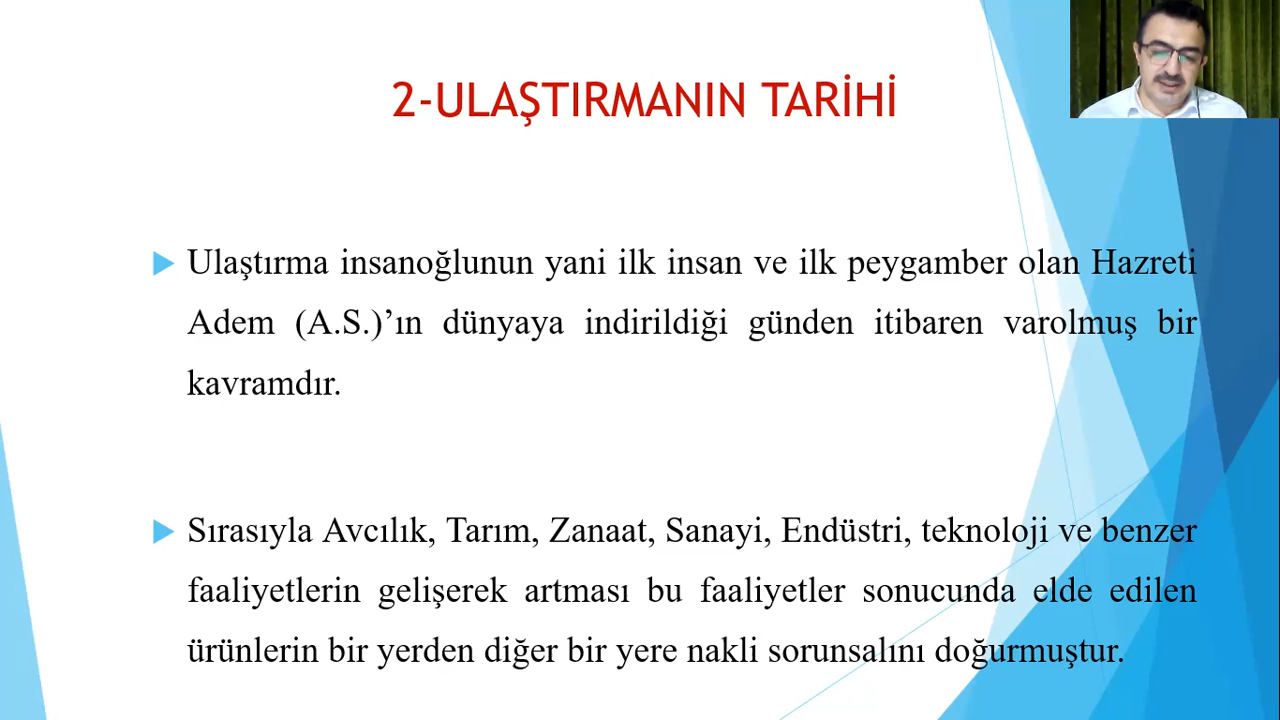 2-ULAŞTIRMANIN TARİHİ
Ulaştırma insanoğlunun yani ilk insan ve ilk peygamber olan Hazreti
Adem (A.S.)’ın dünyaya indirildiği günden itibaren varolmuş bir
kavramdır.
Sırasıyla Avcılık, Tarım, Zanaat, Sanayi, Endüstri, teknoloji ve benzer
faaliyetlerin gelişerek artması bu faaliyetler sonucunda elde edilen
ürünlerin bir yerden diğer bir yere nakli sorunsalını doğurmuştur.